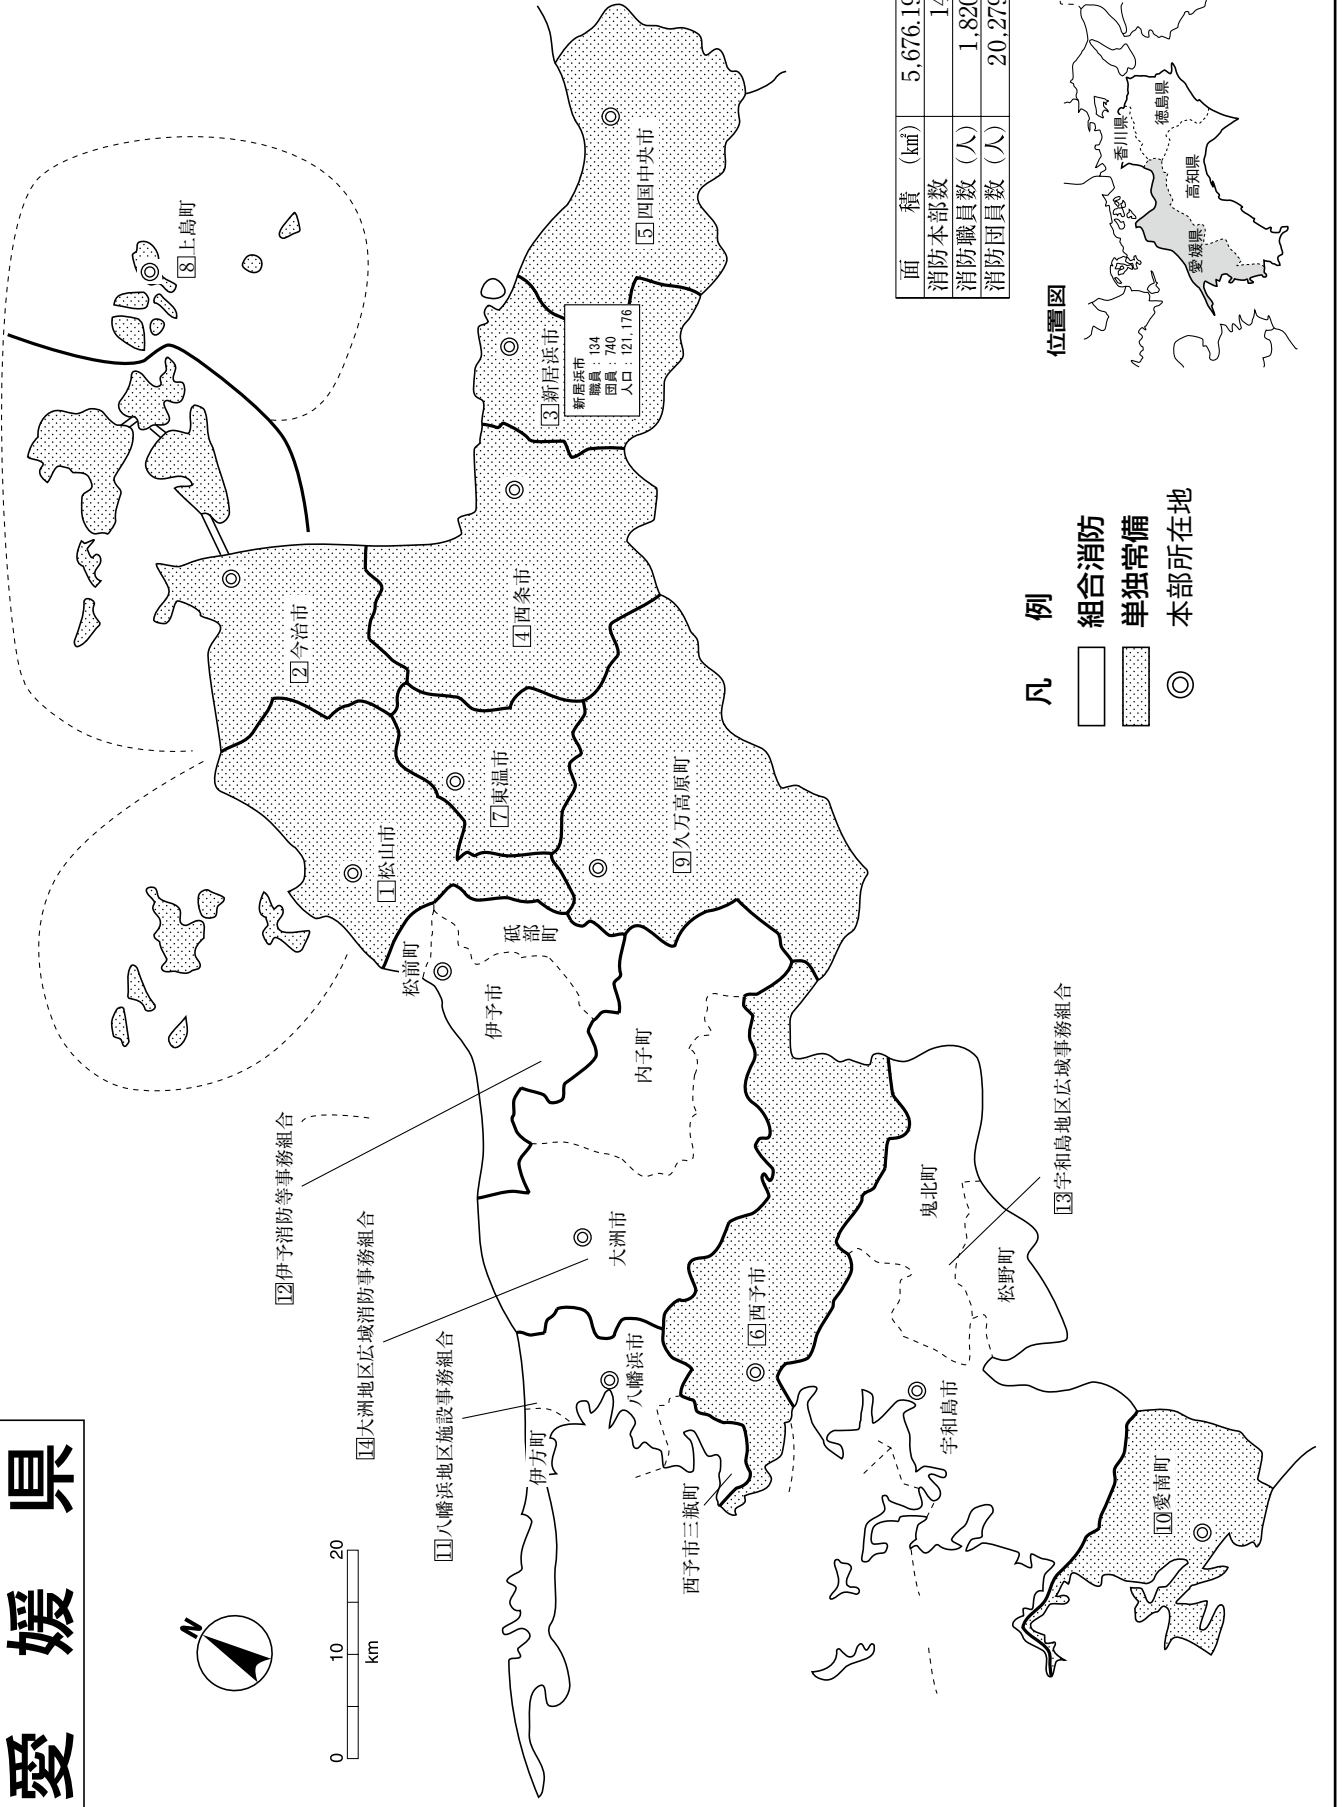 愛媛県
N
0 10 20
km
8上島町
2今治市
5四国中央市
3新居浜市
新居浜市
職員：134
団員：740
人口：121,176
4西条市
7東温市
1松山市
9久万高原町
松前町
砥部町
伊予市
内子町
12伊予消防等事務組合
14大洲地区広域消防事務組合
大洲市
11八幡浜地区施設事務組合
八幡浜市
伊方町
西予市三瓶町
6西予市
鬼北町
松野町
13宇和島地区広域事務組合
宇和島市
10愛南町
凡例
組合消防
単独常備
本部所在地
面積（km²） 5,676.19
消防本部数 14
消防職員数（人） 1,820
消防団員数（人） 20,279
位置図
香川県
徳島県
愛媛県
高知県